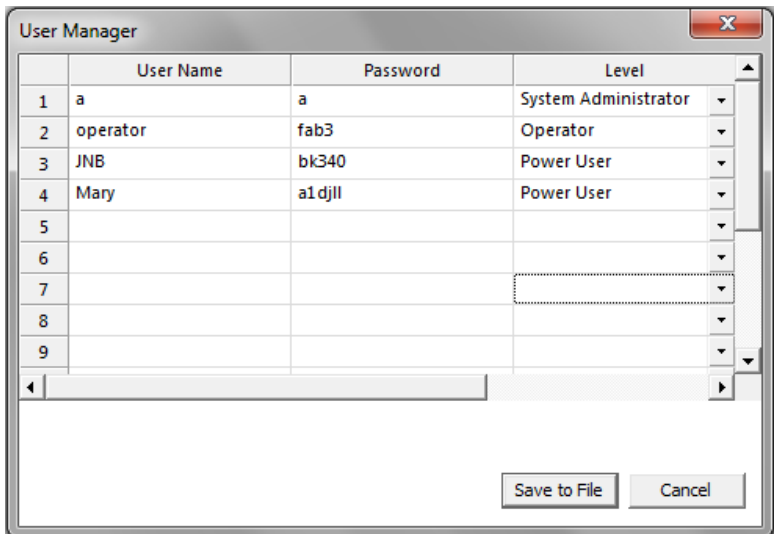 User Manager
User Name Password Level
1 a a System Administrator
2 operator fab3 Operator
3 JNB bk340 Power User
4 Mary a1djll Power User
5
6
7
8
9
Save to File Cancel